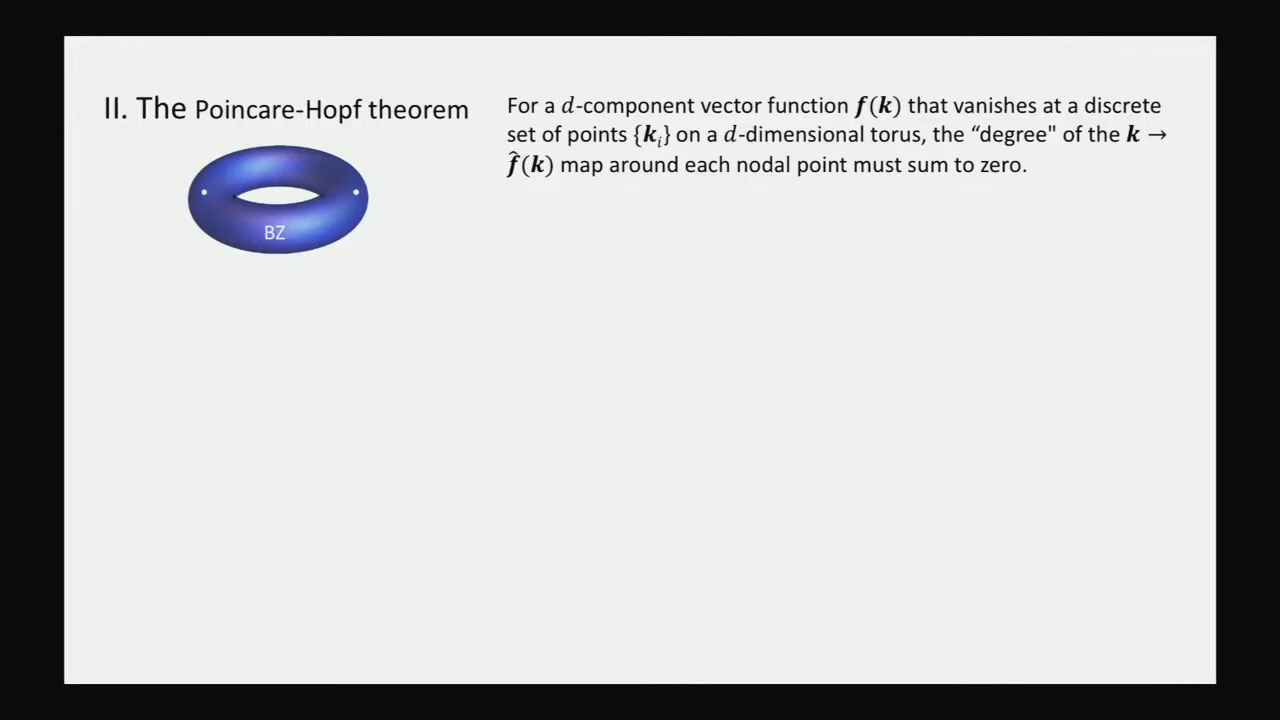 II. The Poincare-Hopf theorem
For a d-component vector function f(k) that vanishes at a discrete
set of points {kᵢ} on a d-dimensional torus, the “degree" of the k →
f̂(k) map around each nodal point must sum to zero.
BZ